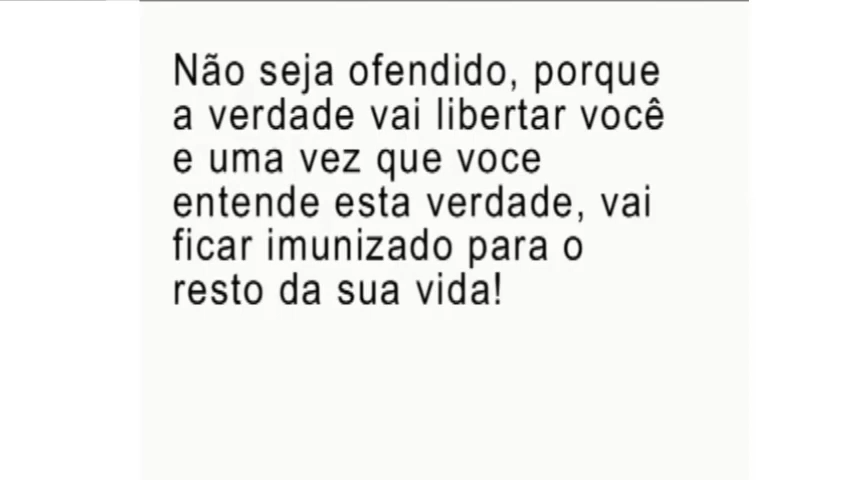 Não seja ofendido, porque
a verdade vai libertar você
e uma vez que voce
entende esta verdade, vai
ficar imunizado para o
resto da sua vida!